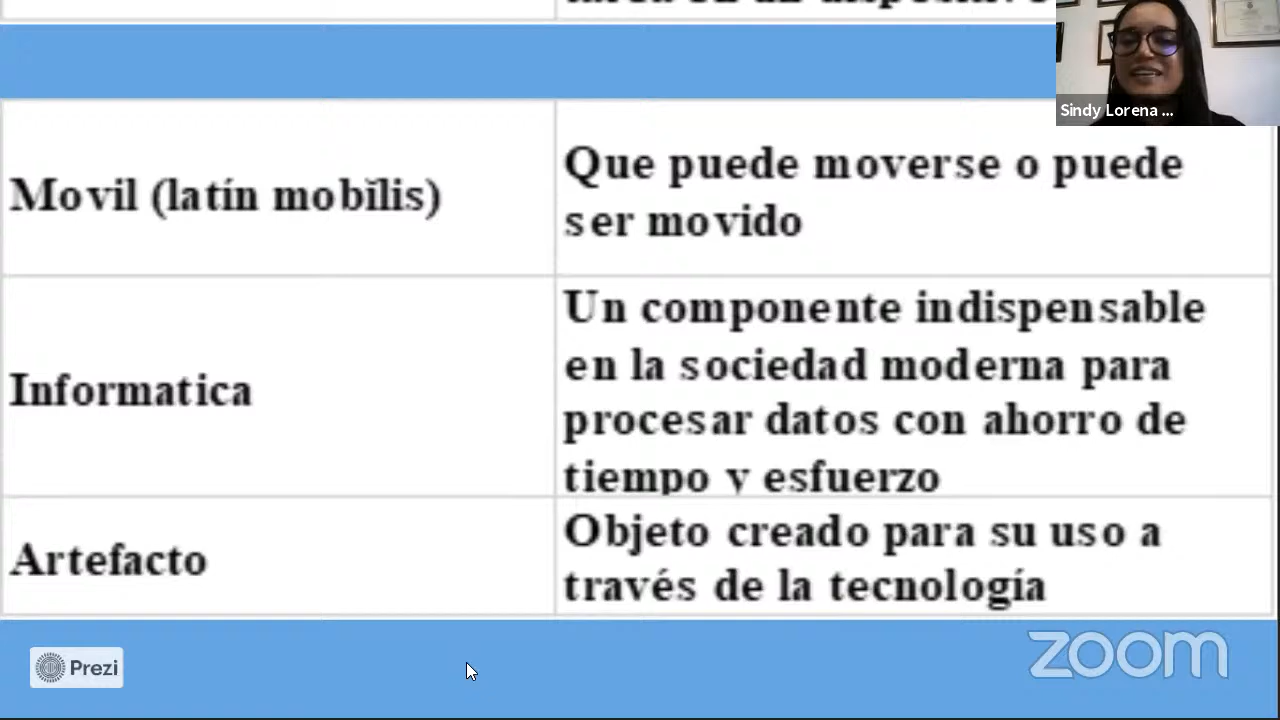 Sindy Lorena ...
Movil (latín mobĭlis)
Que puede moverse o puede
ser movido
Informatica
Un componente indispensable
en la sociedad moderna para
procesar datos con ahorro de
tiempo y esfuerzo
Artefacto
Objeto creado para su uso a
través de la tecnología
Prezi
zoom